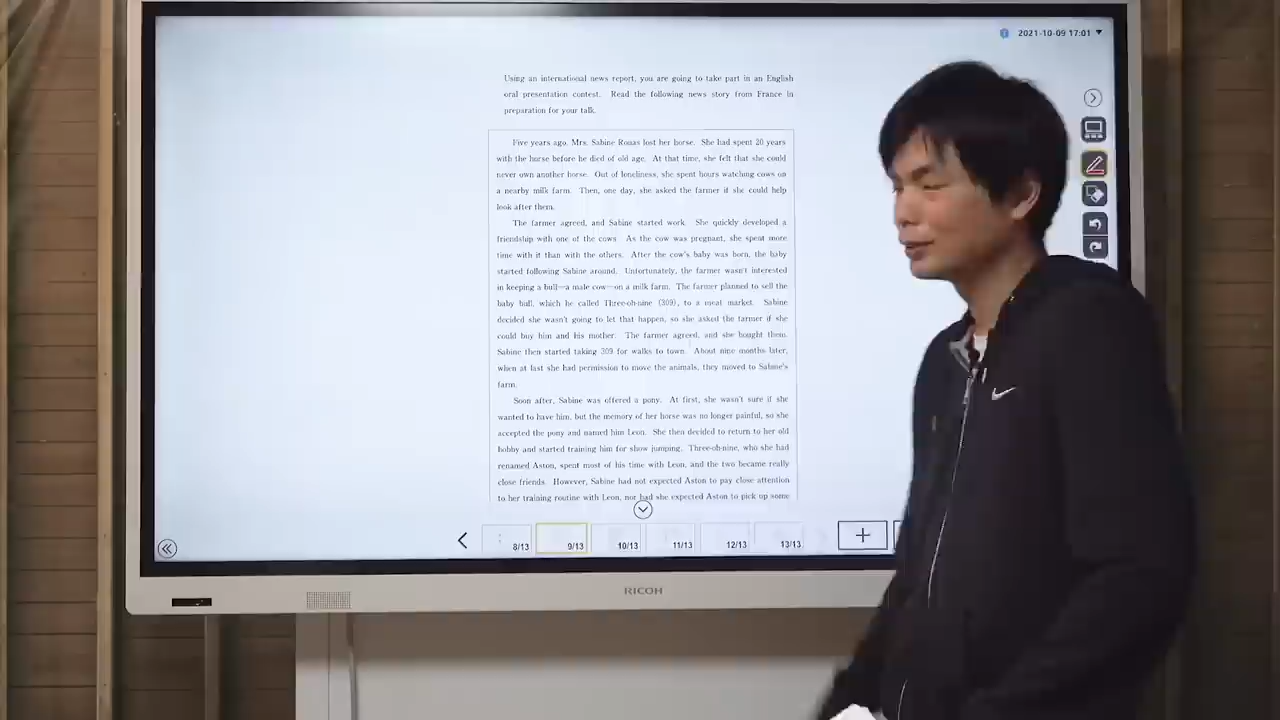 2021-10-09 17:01
Using an international news report, you are going to take part in an English
oral presentation contest. Read the following news story from France in
preparation for your talk.
Five years ago, Mrs. Sabine Rouas lost her horse. She had spent 20 years
with the horse before he died of old age. At that time, she felt that she could
never own another horse. Out of loneliness, she spent hours watching cows on
a nearby milk farm. Then, one day, she asked the farmer if she could help
look after them.
The farmer agreed, and Sabine started work. She quickly developed a
friendship with one of the cows. As the cow was pregnant, she spent more
time with it than with the others. After the cow's baby was born, the baby
started following Sabine around. Unfortunately, the farmer wasn't interested
in keeping a bull—a male cow—on a milk farm. The farmer planned to sell the
baby bull, which he called Three-oh-nine (309), to a meat market. Sabine
decided she wasn't going to let that happen, so she asked the farmer if she
could buy him and his mother. The farmer agreed, and she bought them.
Sabine then started taking 309 for walks to town. About nine months later,
when at last she had permission to move the animals, they moved to Sabine's
farm.
Soon after, Sabine was offered a pony. At first, she wasn't sure if she
wanted to have him, but the memory of her horse was no longer painful, so she
accepted the pony and named him Leon. She then decided to return to her old
hobby and started training him for show jumping. Three-oh-nine, who she had
renamed Aston, spent most of his time with Leon, and the two became really
close friends. However, Sabine had not expected Aston to pay close attention
to her training routine with Leon, nor had she expected Aston to pick up some
8/13
9/13
10/13
11/13
12/13
13/13
RICOH